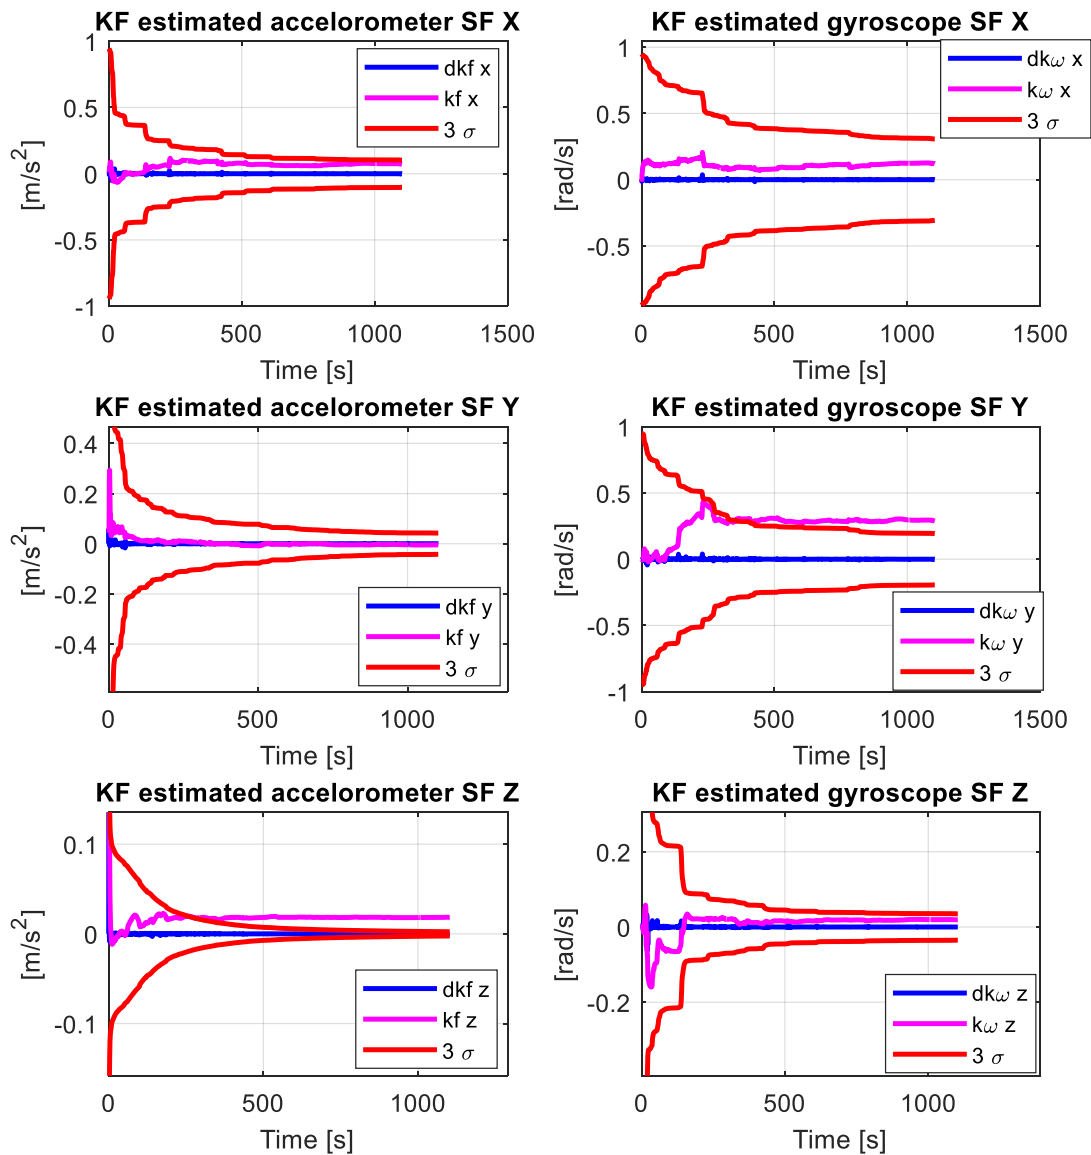 KF estimated accelorometer SF X
1
0.5
0
-0.5
-1
[m/s²]
dkf x
kf x
3 σ
0 500 1000 1500
Time [s]
KF estimated gyroscope SF X
1
0.5
0
-0.5
[rad/s]
dkω x
kω x
3 σ
0 500 1000 1500
Time [s]
KF estimated accelorometer SF Y
0.4
0.2
0
-0.2
-0.4
[m/s²]
dkf y
kf y
3 σ
0 500 1000
Time [s]
KF estimated gyroscope SF Y
1
0.5
0
-0.5
-1
[rad/s]
dkω y
kω y
3 σ
0 500 1000 1500
Time [s]
KF estimated accelorometer SF Z
0.1
0
-0.1
[m/s²]
dkf z
kf z
3 σ
0 500 1000
Time [s]
KF estimated gyroscope SF Z
0.2
0
-0.2
[rad/s]
dkω z
kω z
3 σ
0 500 1000
Time [s]